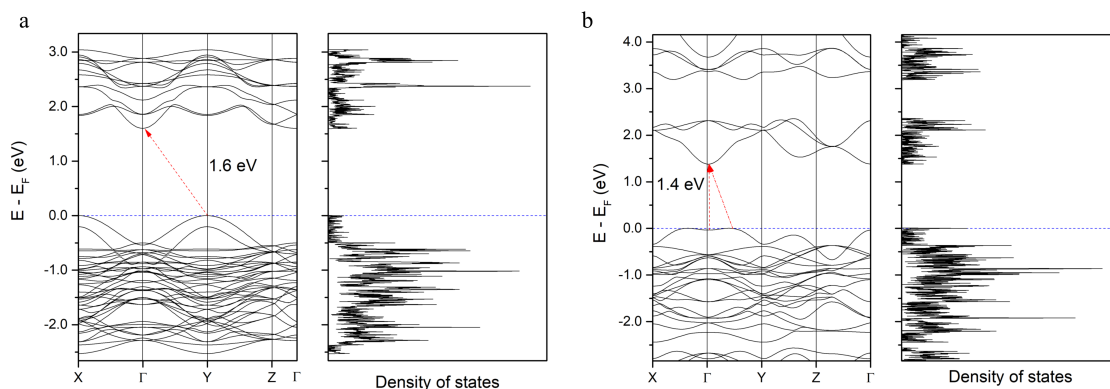 a
E - E_F (eV)
3.0
2.0
1.0
0.0
-1.0
-2.0
1.6 eV
X Γ Y Z Γ
Density of states
b
E - E_F (eV)
4.0
3.0
2.0
1.0
0.0
-1.0
-2.0
1.4 eV
X Γ Y Z Γ
Density of states